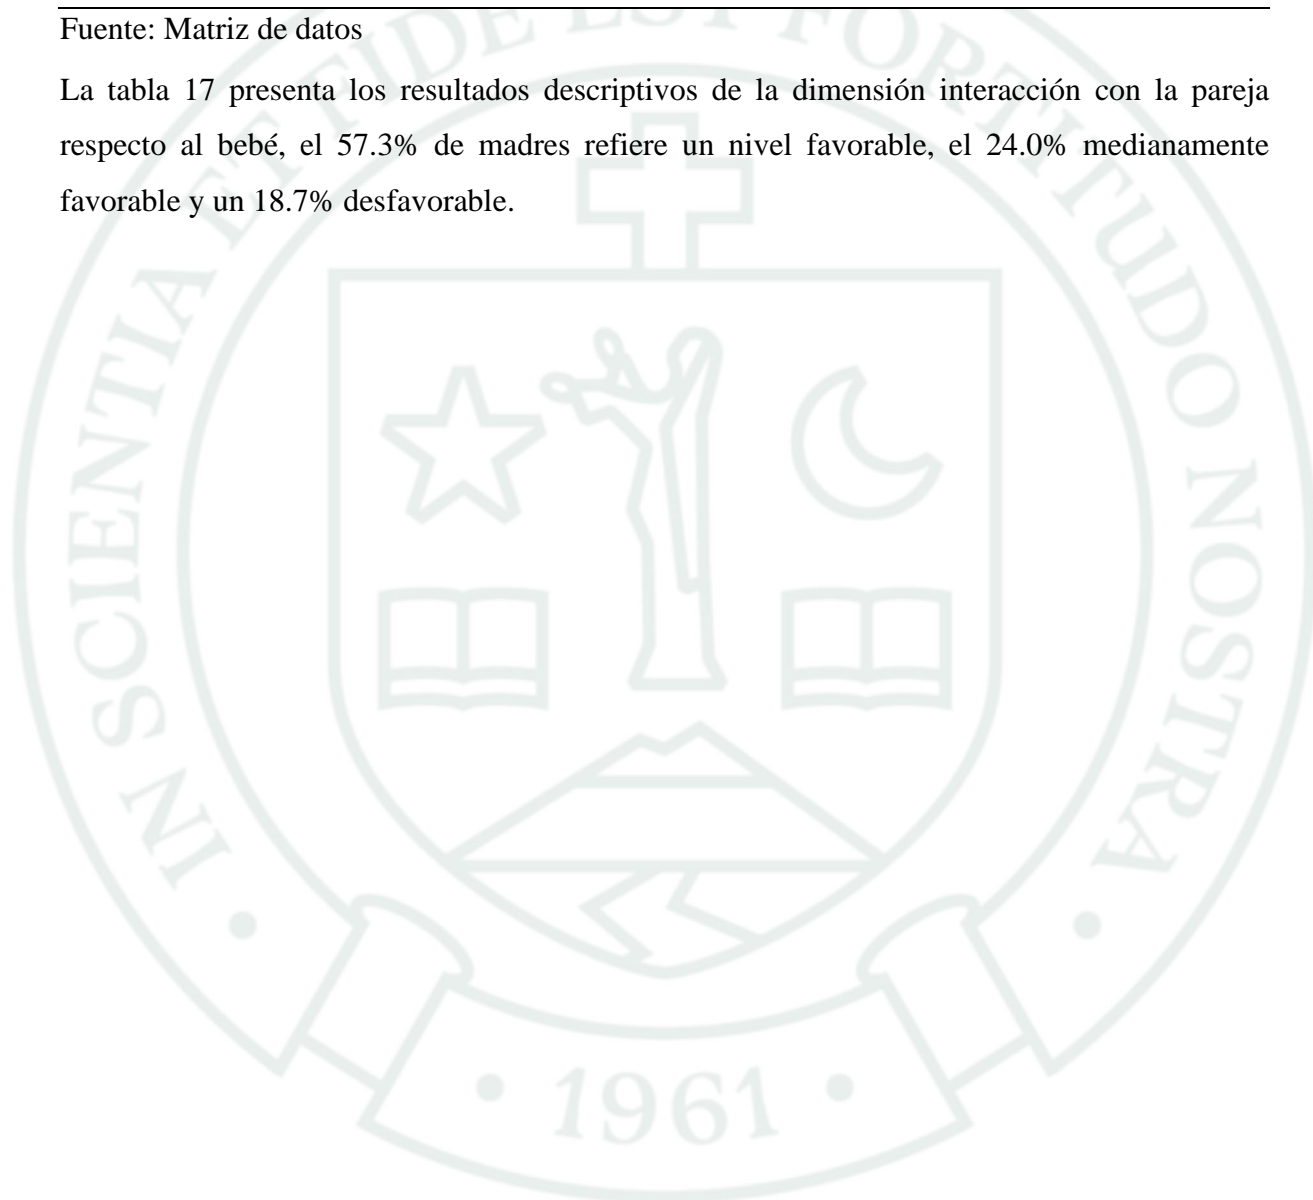 Fuente: Matriz de datos
La tabla 17 presenta los resultados descriptivos de la dimensión interacción con la pareja
respecto al bebé, el 57.3% de madres refiere un nivel favorable, el 24.0% medianamente
favorable y un 18.7% desfavorable.
IN SCIENTIA ET FIDE EST FORTITUDO NOSTRA
• 1961 •